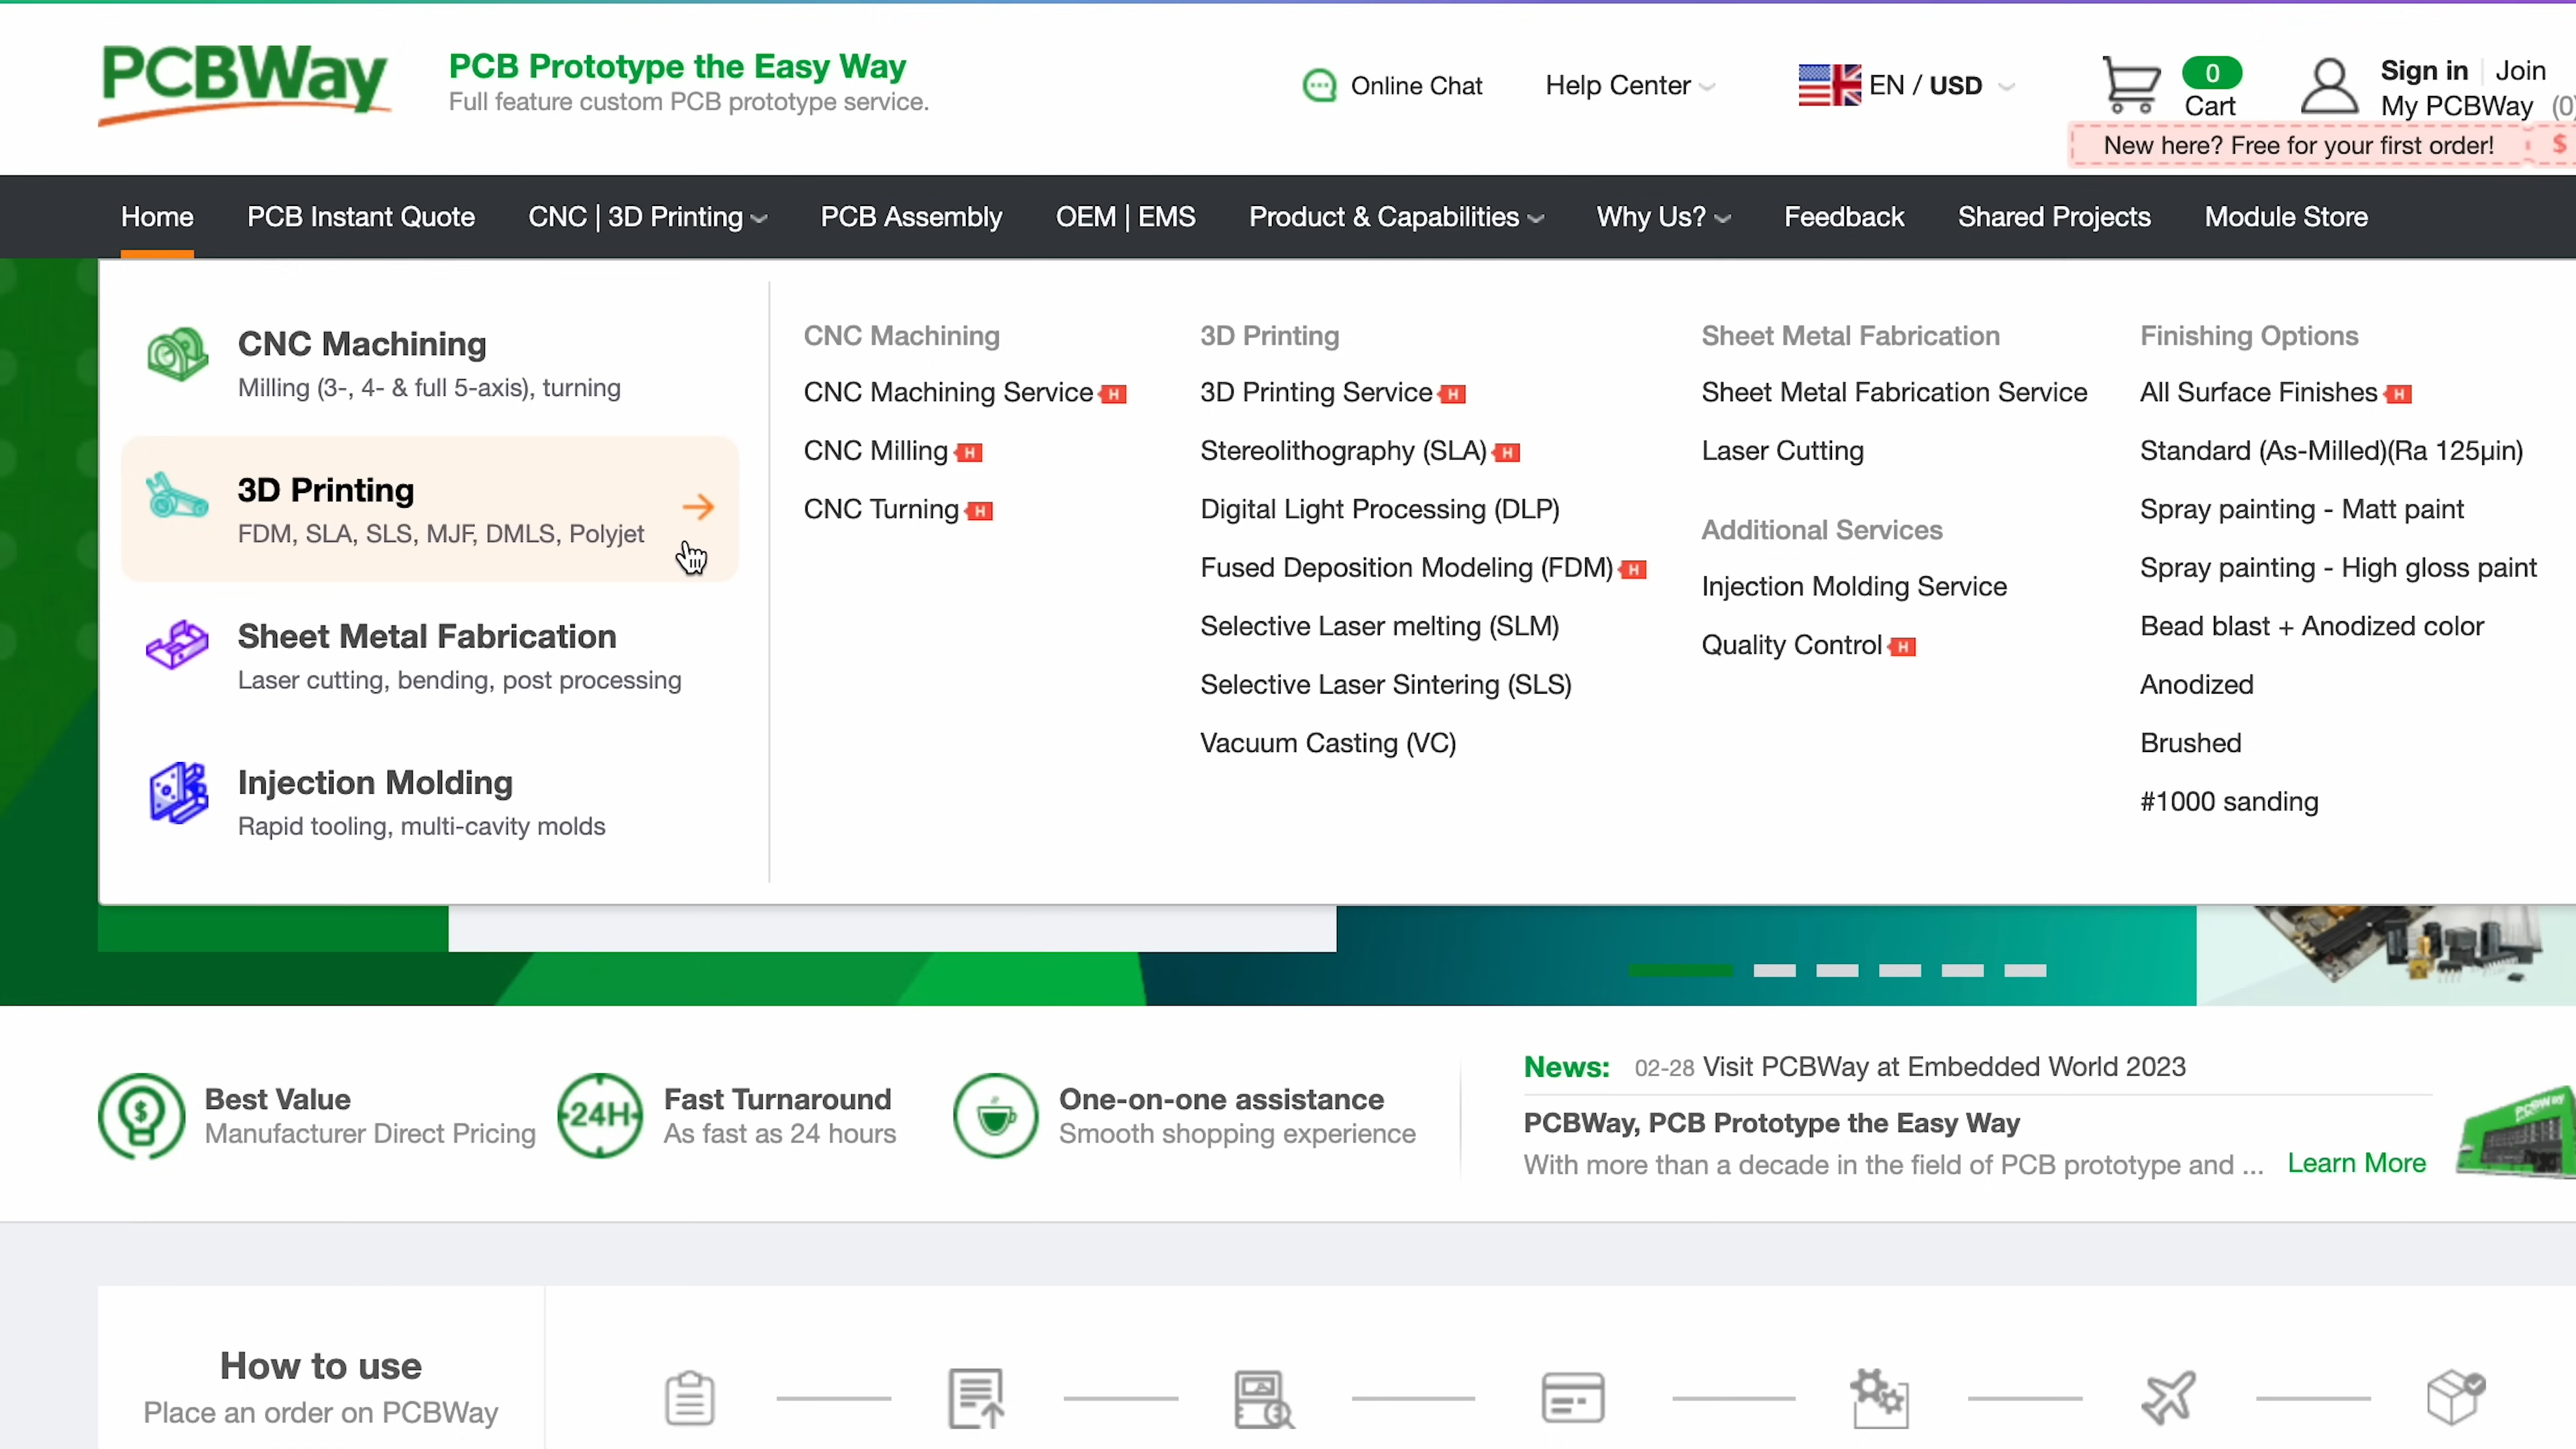 PCBWay
PCB Prototype the Easy Way
Full feature custom PCB prototype service.
Online Chat
Help Center
EN / USD
0
Cart
Sign in
Join
My PCBWay (0)
New here? Free for your first order! $
Home
PCB Instant Quote
CNC | 3D Printing
PCB Assembly
OEM | EMS
Product & Capabilities
Why Us?
Feedback
Shared Projects
Module Store
CNC Machining
Milling (3-, 4- & full 5-axis), turning
3D Printing
FDM, SLA, SLS, MJF, DMLS, Polyjet
Sheet Metal Fabrication
Laser cutting, bending, post processing
Injection Molding
Rapid tooling, multi-cavity molds
CNC Machining
CNC Machining Service H
CNC Milling H
CNC Turning H
3D Printing
3D Printing Service H
Stereolithography (SLA) H
Digital Light Processing (DLP)
Fused Deposition Modeling (FDM) H
Selective Laser melting (SLM)
Selective Laser Sintering (SLS)
Vacuum Casting (VC)
Sheet Metal Fabrication
Sheet Metal Fabrication Service
Laser Cutting
Additional Services
Injection Molding Service
Quality Control H
Finishing Options
All Surface Finishes H
Standard (As-Milled)(Ra 125µin)
Spray painting - Matt paint
Spray painting - High gloss paint
Bead blast + Anodized color
Anodized
Brushed
#1000 sanding
Best Value
Manufacturer Direct Pricing
24H
Fast Turnaround
As fast as 24 hours
One-on-one assistance
Smooth shopping experience
News: 02-28 Visit PCBWay at Embedded World 2023
PCBWay, PCB Prototype the Easy Way
With more than a decade in the field of PCB prototype and ... Learn More
PCBWay
How to use
Place an order on PCBWay